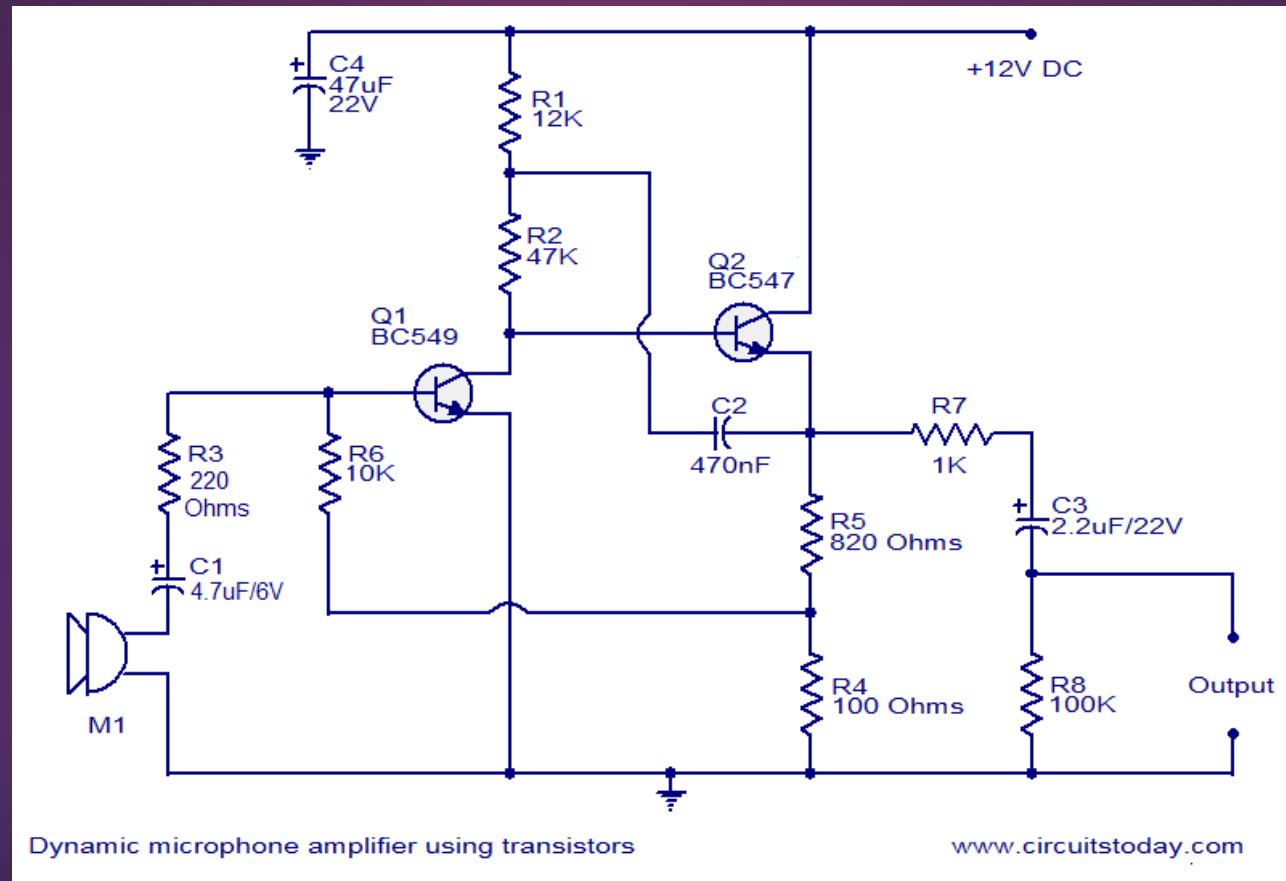 C4
47uF
22V
+12V DC
R1
12K
R2
47K
Q2
BC547
Q1
BC549
C2
470nF
R7
1K
R3
220
Ohms
R6
10K
C3
2.2uF/22V
R5
820 Ohms
C1
4.7uF/6V
R4
100 Ohms
R8
100K
Output
M1
Dynamic microphone amplifier using transistors
www.circuitstoday.com